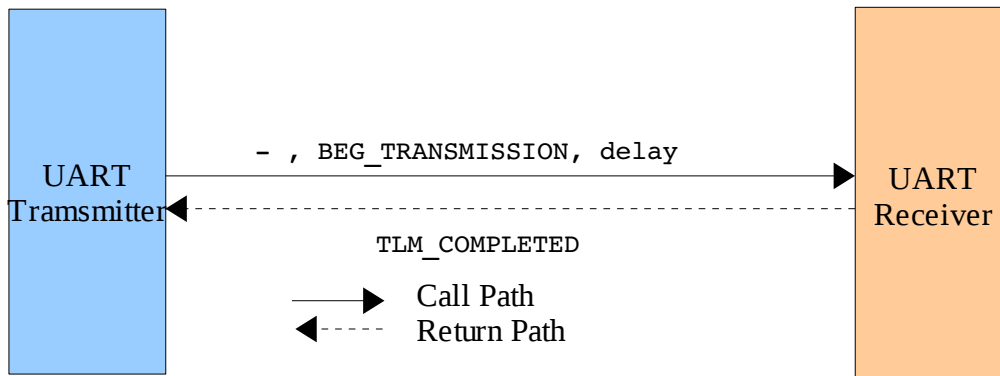 - , BEG_TRANSMISSION, delay
UART
Tramsmitter
UART
Receiver
TLM_COMPLETED
Call Path
Return Path